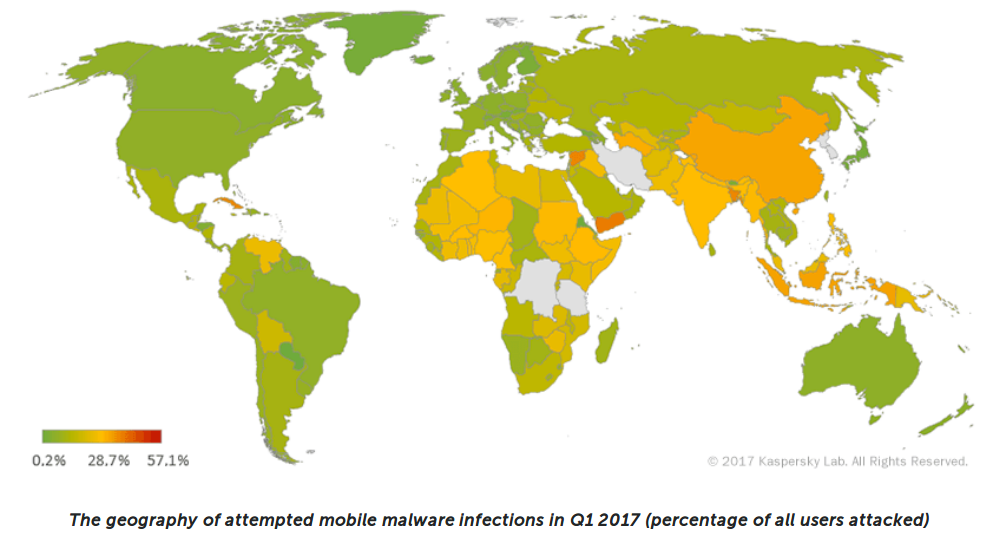 0,2% 28.7% 57.1%
© 2017 Kaspersky Lab. All Rights Reserved.
The geography of attempted mobile malware infections in Q1 2017 (percentage of all users attacked)